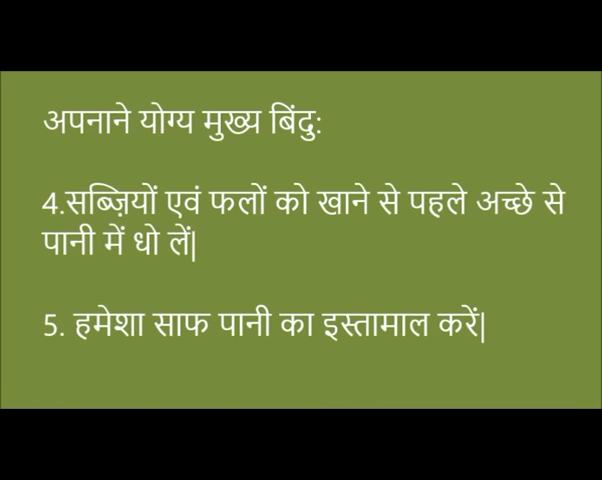 अपनाने योग्य मुख्य बिंदु:
4.सब्ज़ियों एवं फलों को खाने से पहले अच्छे से
पानी में धो लें|
5. हमेशा साफ पानी का इस्तामाल करें|